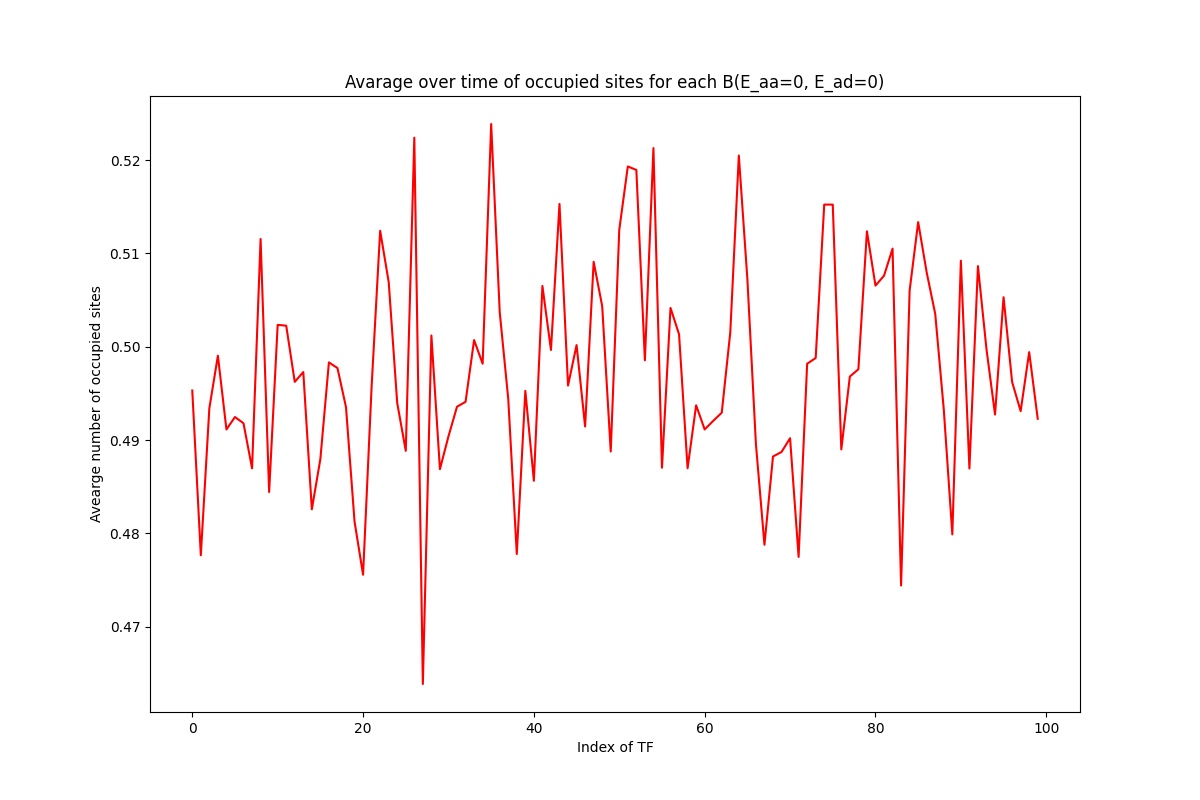 Avarage over time of occupied sites for each B(E_aa=0, E_ad=0)
0.52
0.51
0.50
0.49
0.48
0.47
Avearge number of occupied sites
0 20 40 60 80 100
Index of TF